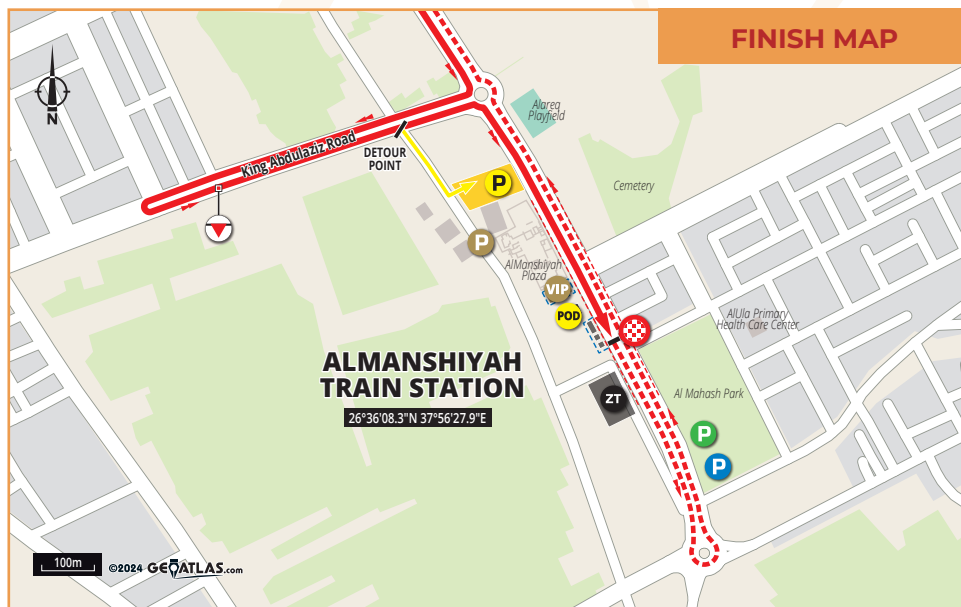 FINISH MAP
N
King Abdulaziz Road
DETOUR
POINT
Alareq
Playfield
Cemetery
P
P
AlManshiyah
Plaza
VIP
POD
AlUla Primary
Health Care Center
ALMANSHIYAH
TRAIN STATION
26°36'08.3"N 37°56'27.9"E
ZT
Al Mahash Park
P
P
100m
©2024 GEOATLAS.com